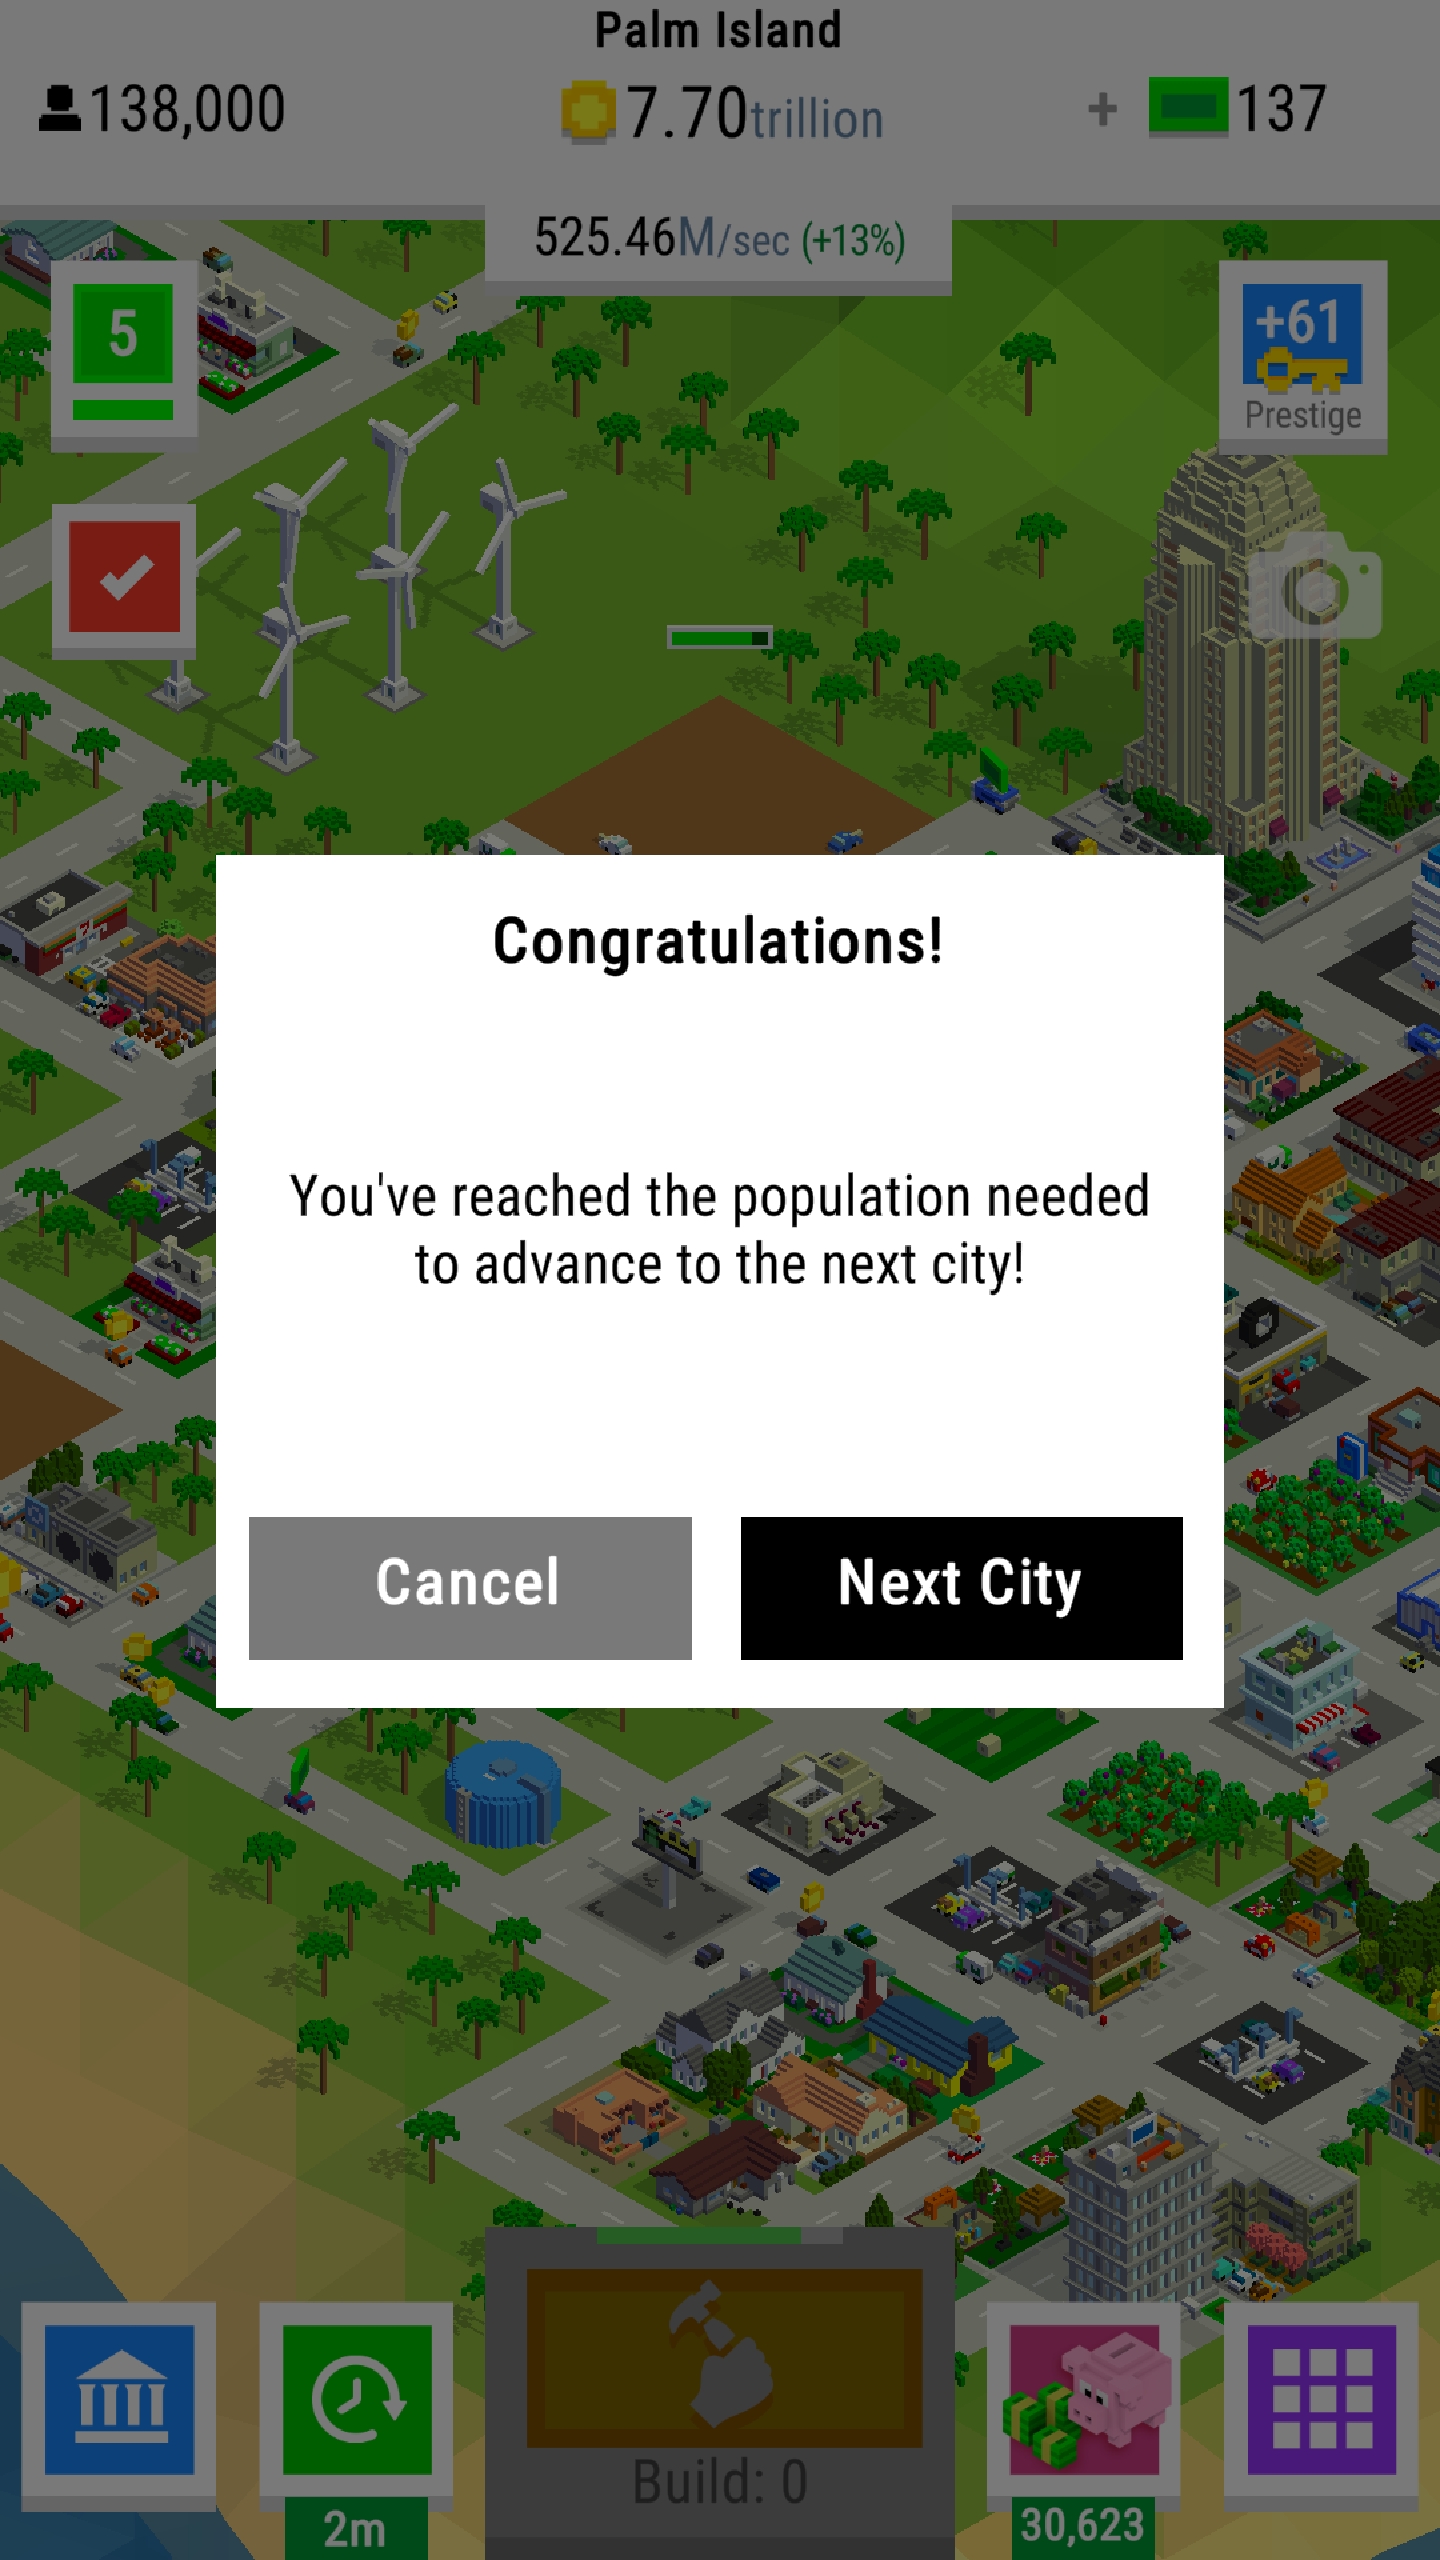 Palm Island
138,000
7.70trillion
+ 137
525.46M/sec (+13%)
5
+61
Prestige
Congratulations!
You've reached the population needed
to advance to the next city!
Cancel
Next City
Build: 0
2m
30,623